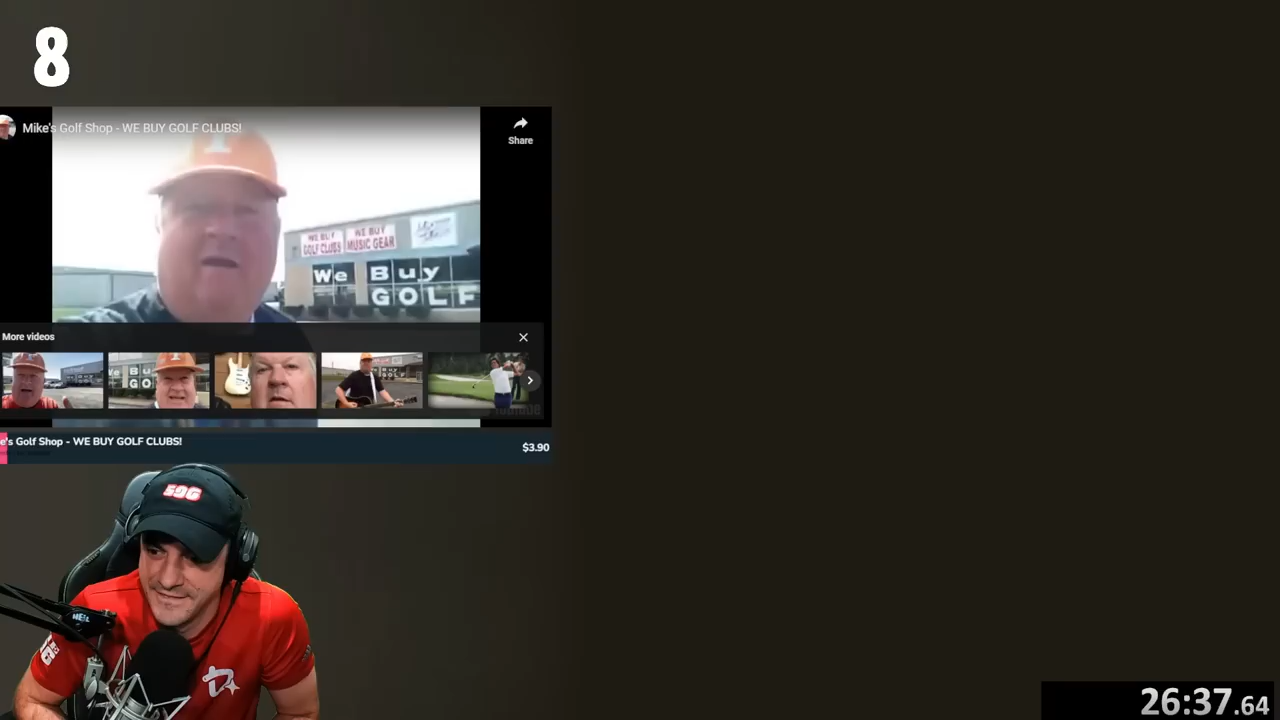 8
Mike's Golf Shop - WE BUY GOLF CLUBS!
Share
WE BUY
GOLF CLUBS
WE BUY
MUSIC GEAR
We Buy
GOLF
More videos
e's Golf Shop - WE BUY GOLF CLUBS!
$3.90
26:37.64